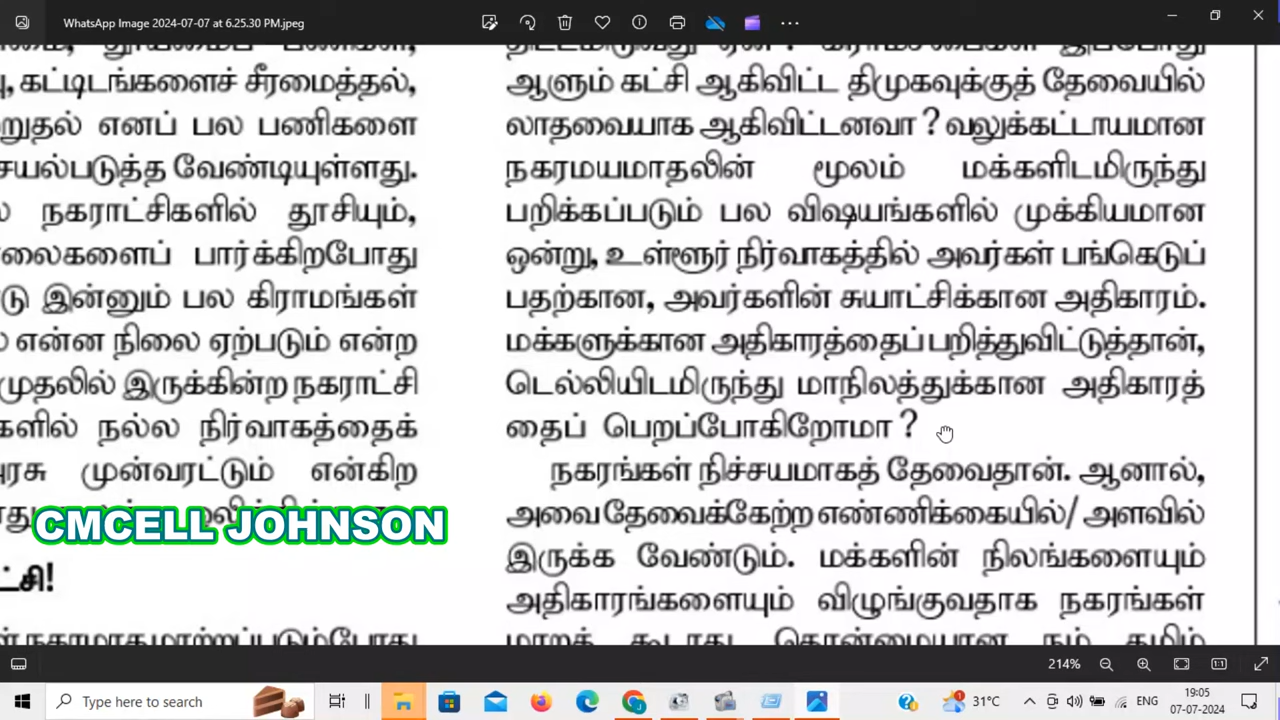 WhatsApp Image 2024-07-07 at 6.25.30 PM.jpeg
கட்டிடங்களைச் சீரமைத்தல்,
எனப் பல பணிகளை
வேண்டியுள்ளது.
நகராட்சிகளில் தூசியும்,
பார்க்கிறபோது
இன்னும் பல கிராமங்கள்
என்ன நிலை ஏற்படும் என்ற
முதலில் இருக்கின்ற நகராட்சி
நல்ல நிர்வாகத்தைக்
முன்வரட்டும் என்கிற
ஆளும் கட்சி ஆகிவிட்ட திமுகவுக்குத் தேவையில்
லாதவையாக ஆகிவிட்டனவா ? வலுக்கட்டாயமான
நகரமயமாதலின் மூலம் மக்களிடமிருந்து
பறிக்கப்படும் பல விஷயங்களில் முக்கியமான
ஒன்று, உள்ளூர் நிர்வாகத்தில் அவர்கள் பங்கெடுப்
பதற்கான, அவர்களின் சுயாட்சிக்கான அதிகாரம்.
மக்களுக்கான அதிகாரத்தைப் பறித்துவிட்டுத்தான்,
டெல்லியிடமிருந்து மாநிலத்துக்கான அதிகாரத்
தைப் பெறப்போகிறோமா ?
நகரங்கள் நிச்சயமாகத் தேவைதான். ஆனால்,
அவை தேவைக்கேற்ற எண்ணிக்கையில்/ அளவில்
இருக்க வேண்டும். மக்களின் நிலங்களையும்
அதிகாரங்களையும் விழுங்குவதாக நகரங்கள்
மாறக் கூடாது. தொன்மையான நம் தமிழ்
CMCELL JOHNSON
214%
Type here to search
31°C
ENG
19:05
07-07-2024